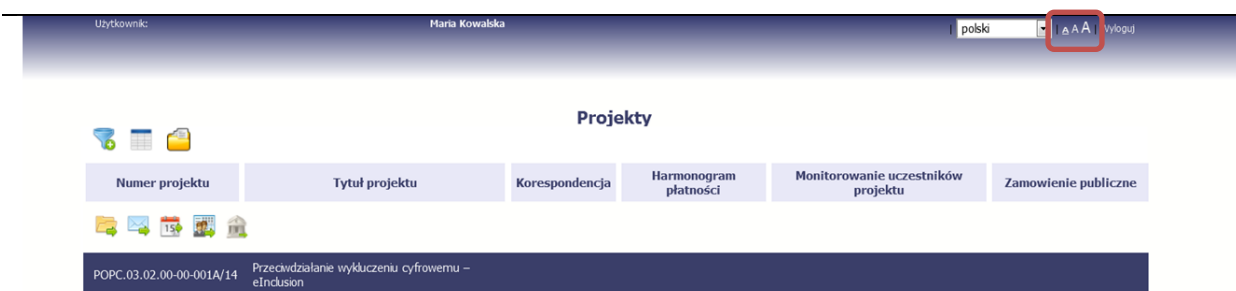 Użytkownik: Maria Kowalska | polski | A A A | Wyloguj
Projekty
Numer projektu Tytuł projektu Korespondencja Harmonogram płatności Monitorowanie uczestników projektu Zamowienie publiczne
15
POPC.03.02.00-00-001A/14 Przeciwdziałanie wykluczeniu cyfrowemu –
eInclusion